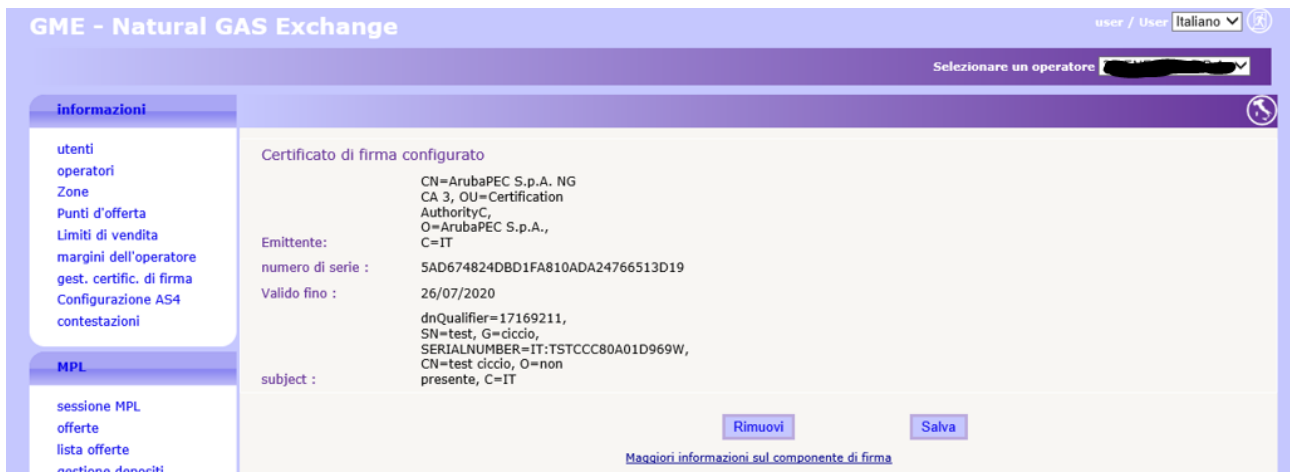 GME - Natural GAS Exchange
user / User Italiano
Selezionare un operatore
informazioni
utenti
operatori
Zone
Punti d'offerta
Limiti di vendita
margini dell'operatore
gest. certific. di firma
Configurazione AS4
contestazioni
MPL
sessione MPL
offerte
lista offerte
gestione depositi
Certificato di firma configurato
CN=ArubaPEC S.p.A. NG
CA 3, OU=Certification
AuthorityC,
O=ArubaPEC S.p.A.,
Emittente: C=IT
numero di serie : 5AD674824DBD1FA810ADA24766513D19
Valido fino : 26/07/2020
dnQualifier=17169211,
SN=test, G=ciccio,
SERIALNUMBER=IT:TSTCCC80A01D969W,
CN=test ciccio, O=non
subject : presente, C=IT
Rimuovi Salva
Maggiori informazioni sul componente di firma